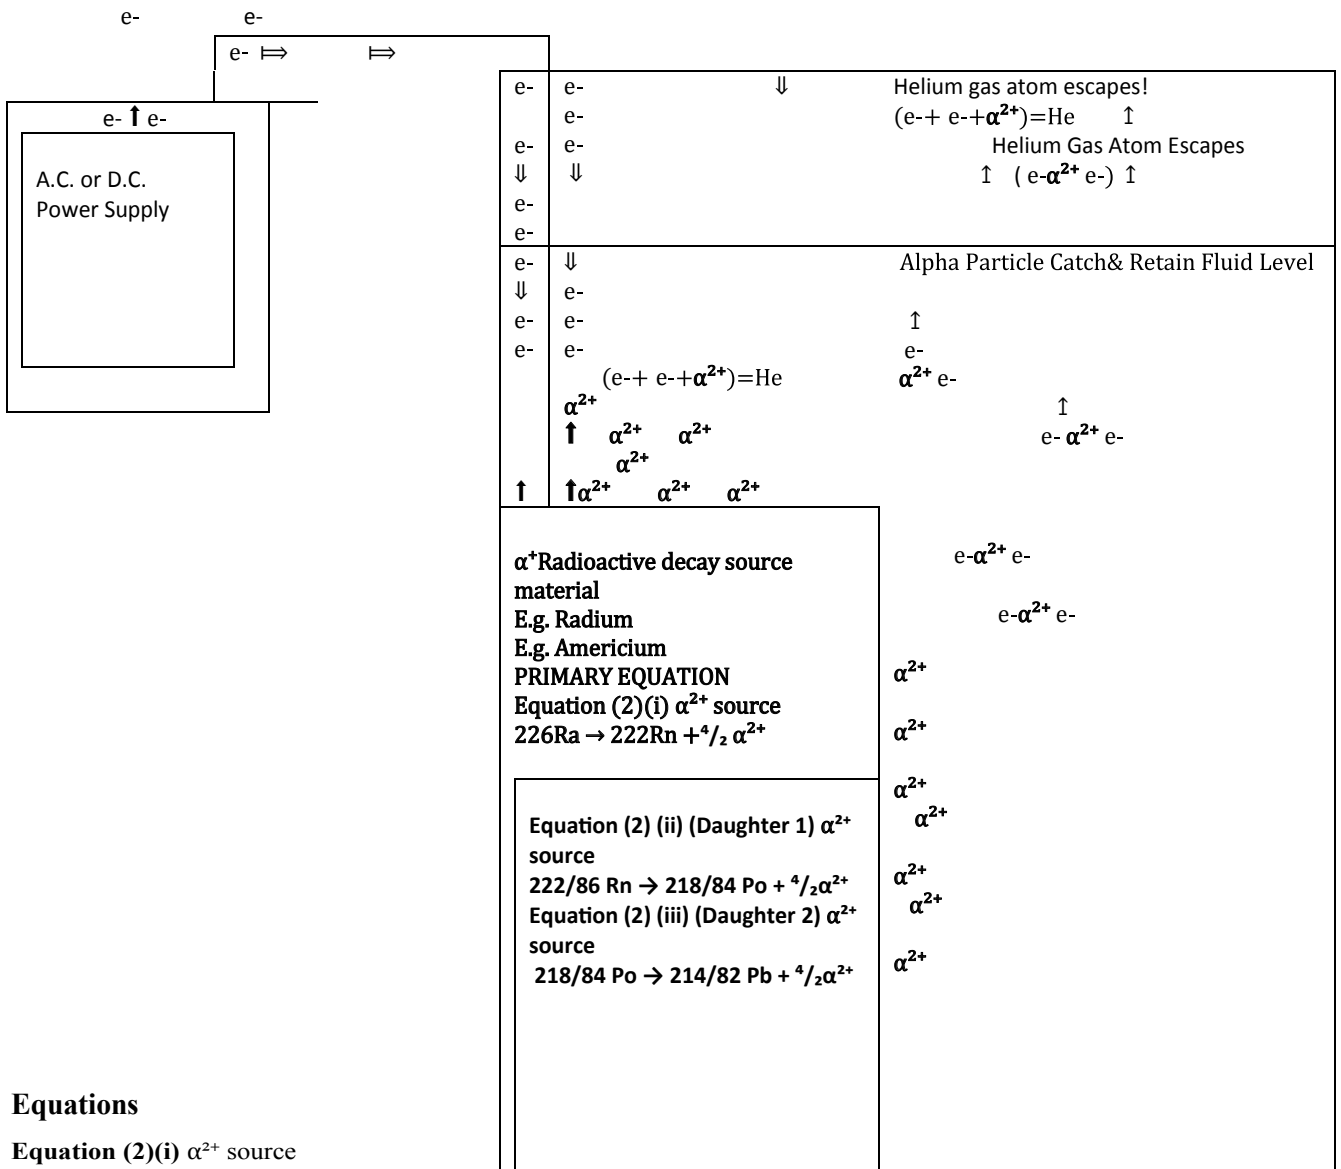 e- e-
e- ⤇ ⤇
e- e- ⇓ Helium gas atom escapes!
e- ⬆ e- e- (e-+ e-+α²⁺)=He ↥
e- e- Helium Gas Atom Escapes
A.C. or D.C. ⇓ ⇓ ↥ ( e-α²⁺ e-) ↥
Power Supply e-
e-
e- ⇓ Alpha Particle Catch& Retain Fluid Level
⇓ e-
e- e- ↥
e- e- e-
(e-+ e-+α²⁺)=He α²⁺ e-
α²⁺ ↥
⬆ α²⁺ α²⁺ e- α²⁺ e-
α²⁺
⬆ ⬆α²⁺ α²⁺ α²⁺
α⁺Radioactive decay source e-α²⁺ e-
material
E.g. Radium e-α²⁺ e-
E.g. Americium
PRIMARY EQUATION α²⁺
Equation (2)(i) α²⁺ source
226Ra → 222Rn +⁴/₂ α²⁺ α²⁺
α²⁺
Equation (2) (ii) (Daughter 1) α²⁺ α²⁺
source
222/86 Rn → 218/84 Po + ⁴/₂α²⁺ α²⁺
Equation (2) (iii) (Daughter 2) α²⁺ α²⁺
source
218/84 Po → 214/82 Pb + ⁴/₂α²⁺ α²⁺
Equations
Equation (2)(i) α²⁺ source